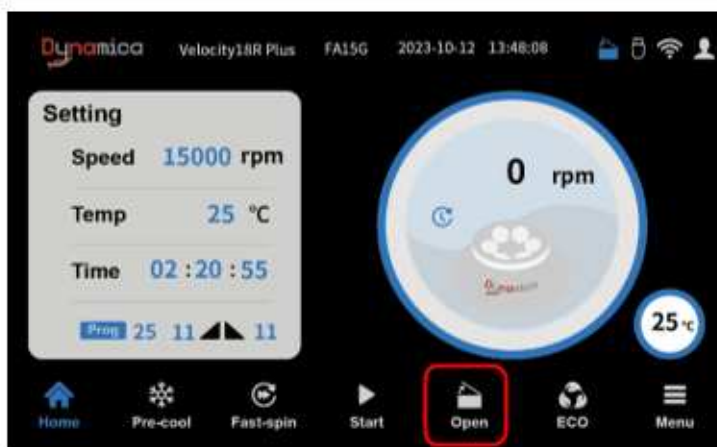 Dynamica Velocity18R Plus FA15G 2023-10-12 13:48:08
Setting
Speed 15000 rpm
Temp 25 °C
Time 02 : 20 : 55
Prog 25 11 11
0 rpm
Dynamica
25 ℃
Home Pre-cool Fast-spin Start Open ECO Menu